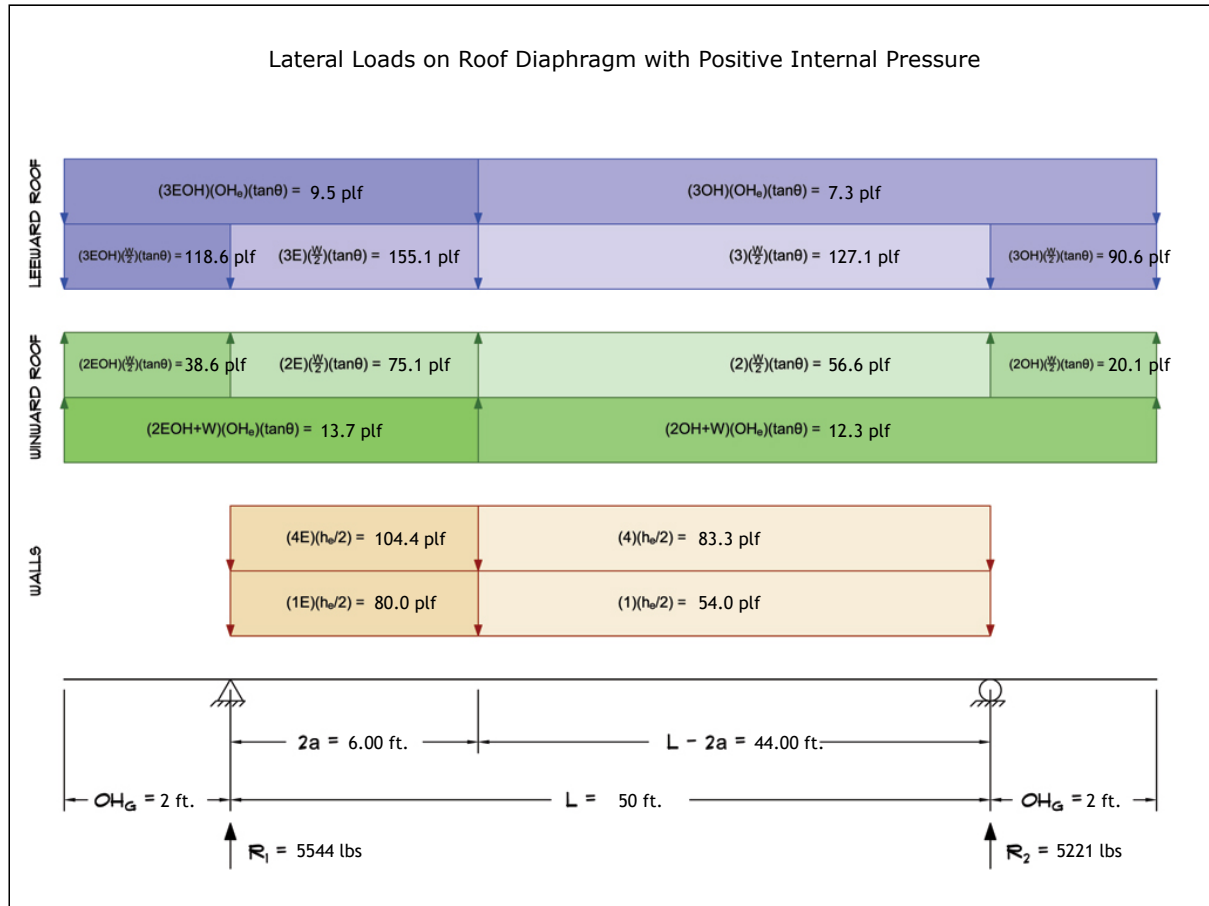 Lateral Loads on Roof Diaphragm with Positive Internal Pressure
LEEWARD ROOF
(3EOH)(OHₑ)(tanθ) = 9.5 plf
(3OH)(OHₑ)(tanθ) = 7.3 plf
(3EOH)(W/2)(tanθ) = 118.6 plf
(3E)(W/2)(tanθ) = 155.1 plf
(3)(W/2)(tanθ) = 127.1 plf
(3OH)(W/2)(tanθ) = 90.6 plf
WINWARD ROOF
(2EOH)(W/2)(tanθ) = 38.6 plf
(2E)(W/2)(tanθ) = 75.1 plf
(2)(W/2)(tanθ) = 56.6 plf
(2OH)(W/2)(tanθ) = 20.1 plf
(2EOH+W)(OHₑ)(tanθ) = 13.7 plf
(2OH+W)(OHₑ)(tanθ) = 12.3 plf
WALLS
(4E)(hₑ/2) = 104.4 plf
(4)(hₑ/2) = 83.3 plf
(1E)(hₑ/2) = 80.0 plf
(1)(hₑ/2) = 54.0 plf
2a = 6.00 ft.
L - 2a = 44.00 ft.
OH_G = 2 ft.
L = 50 ft.
OH_G = 2 ft.
R₁ = 5544 lbs
R₂ = 5221 lbs